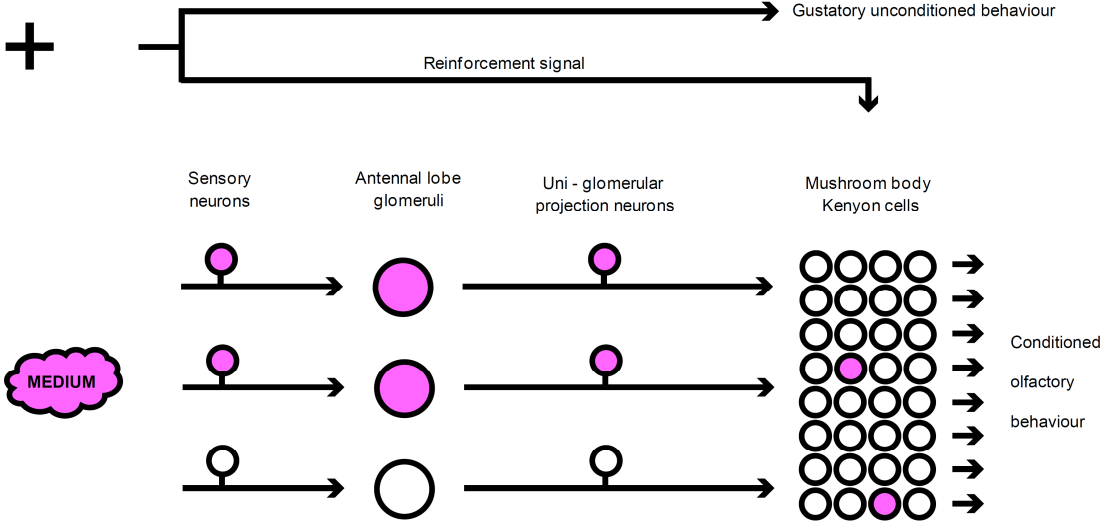 Gustatory unconditioned behaviour
Reinforcement signal
Sensory
neurons
Antennal lobe
glomeruli
Uni - glomerular
projection neurons
Mushroom body
Kenyon cells
MEDIUM
Conditioned
olfactory
behaviour